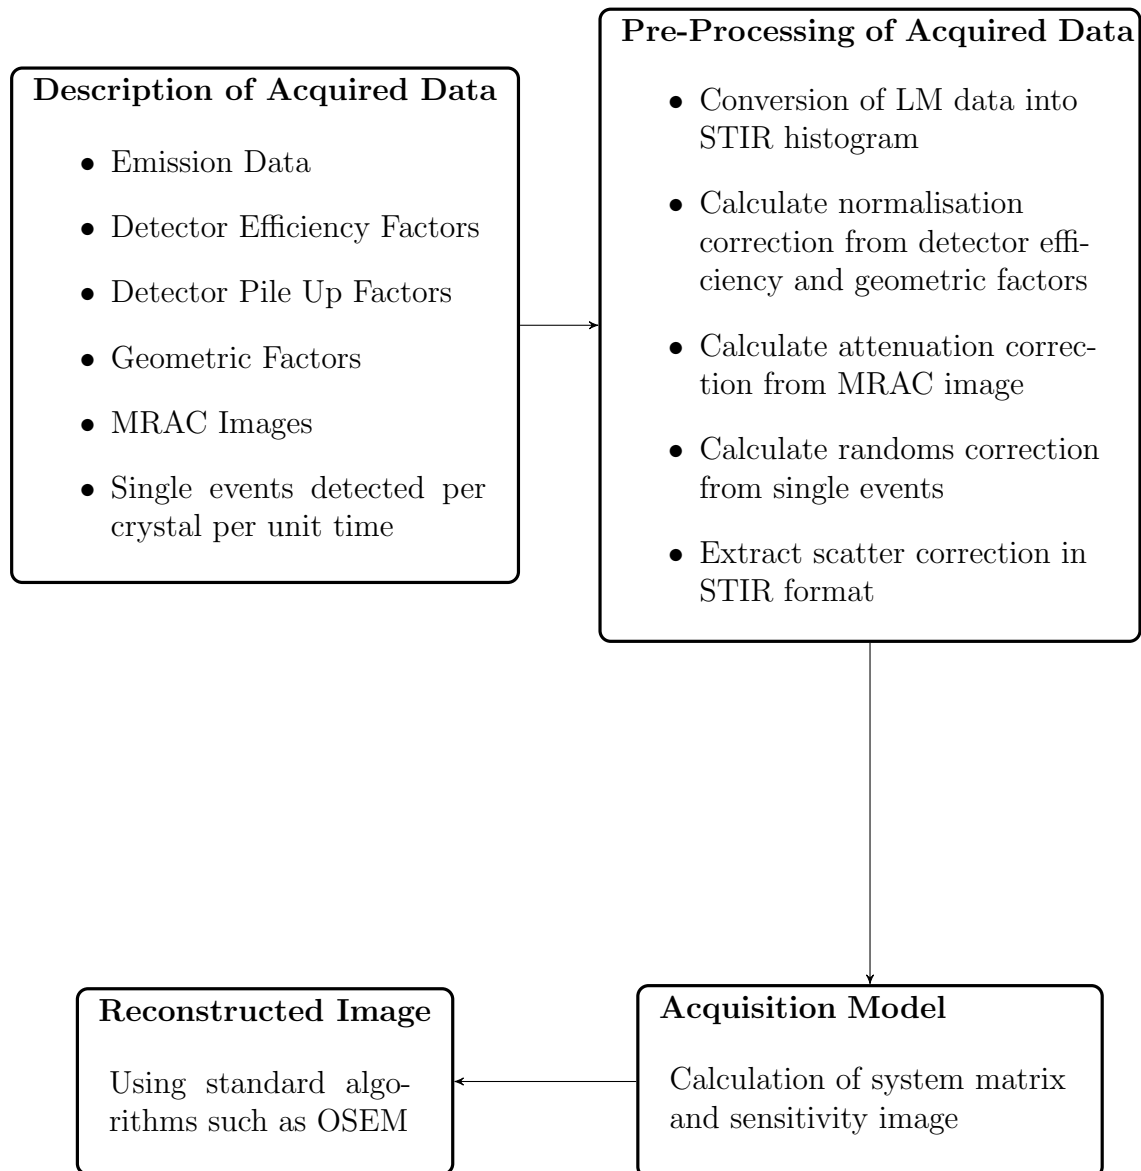 Description of Acquired Data
• Emission Data
• Detector Efficiency Factors
• Detector Pile Up Factors
• Geometric Factors
• MRAC Images
• Single events detected per
crystal per unit time
Pre-Processing of Acquired Data
• Conversion of LM data into
STIR histogram
• Calculate normalisation
correction from detector effi-
ciency and geometric factors
• Calculate attenuation correc-
tion from MRAC image
• Calculate randoms correction
from single events
• Extract scatter correction in
STIR format
Acquisition Model
Calculation of system matrix
and sensitivity image
Reconstructed Image
Using standard algo-
rithms such as OSEM